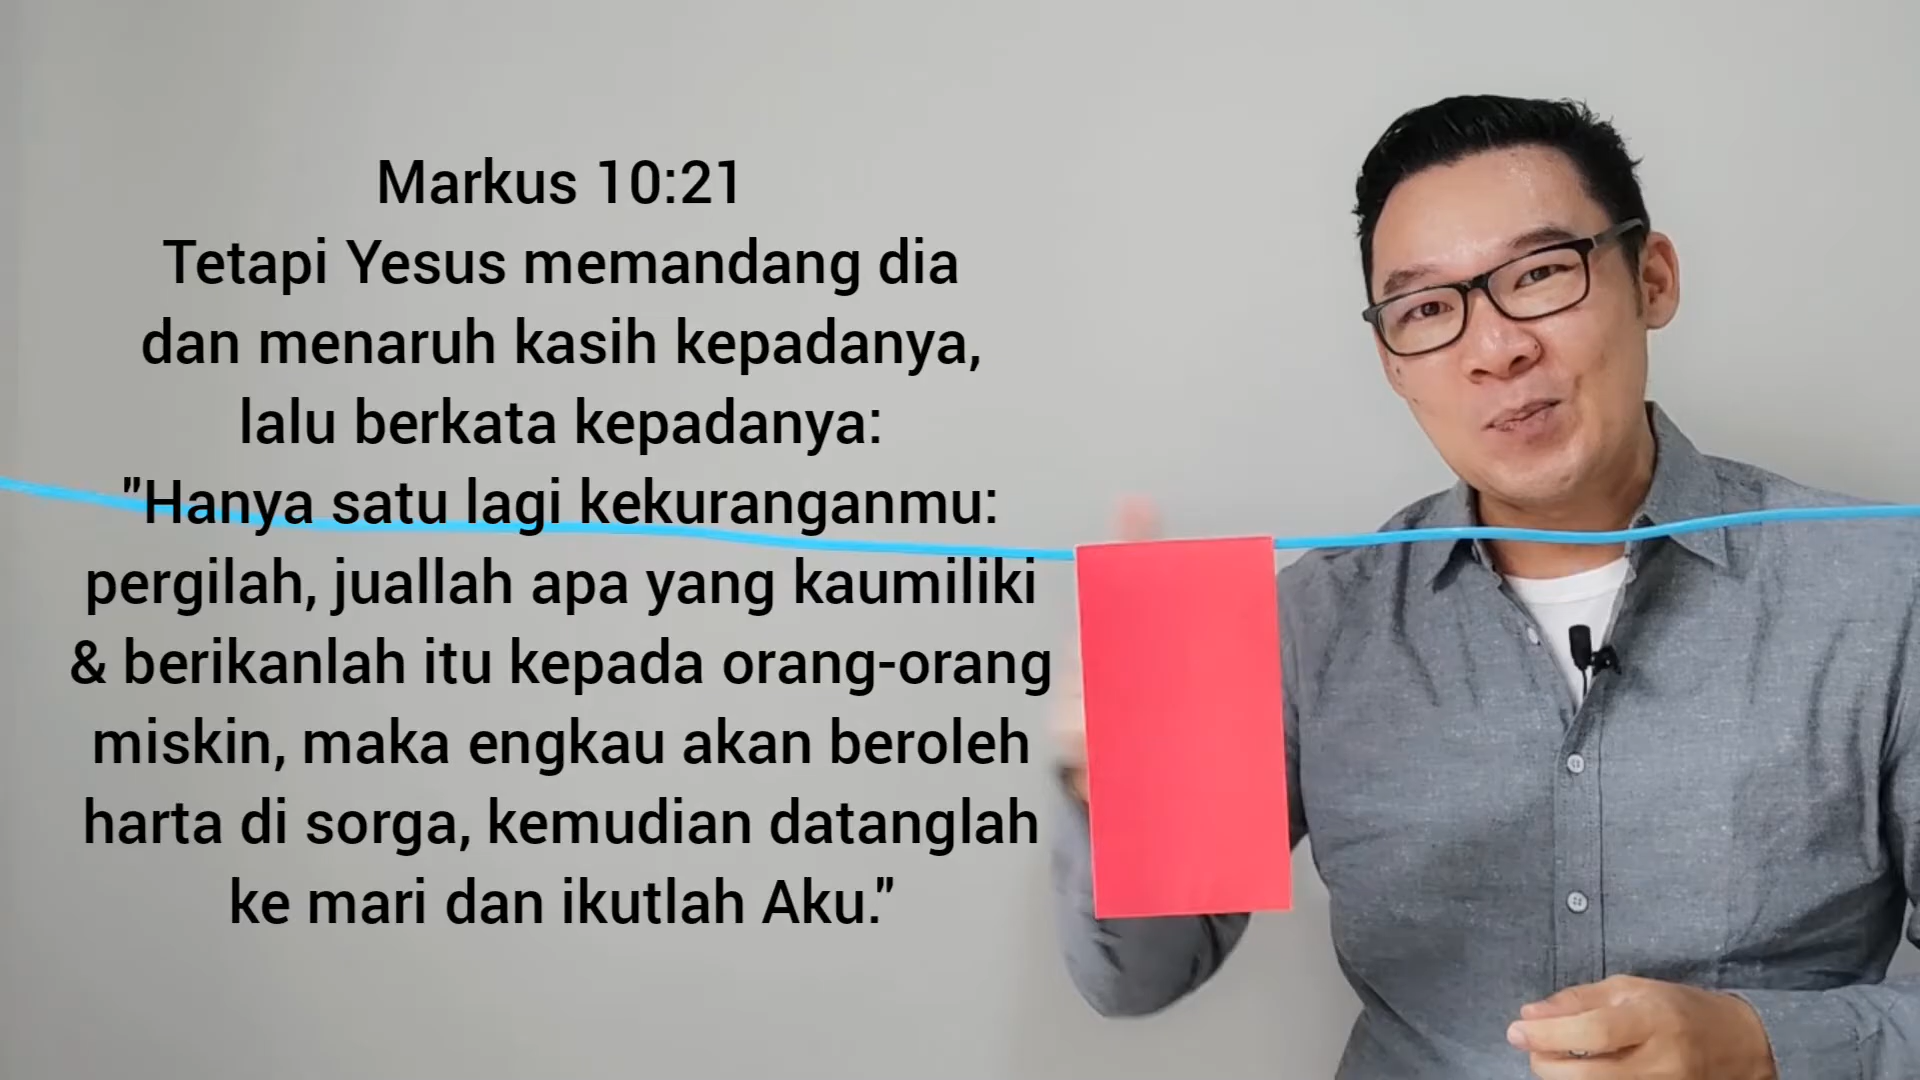 Markus 10:21
Tetapi Yesus memandang dia
dan menaruh kasih kepadanya,
lalu berkata kepadanya:
"Hanya satu lagi kekuranganmu:
pergilah, juallah apa yang kaumiliki
& berikanlah itu kepada orang-orang
miskin, maka engkau akan beroleh
harta di sorga, kemudian datanglah
ke mari dan ikutlah Aku."